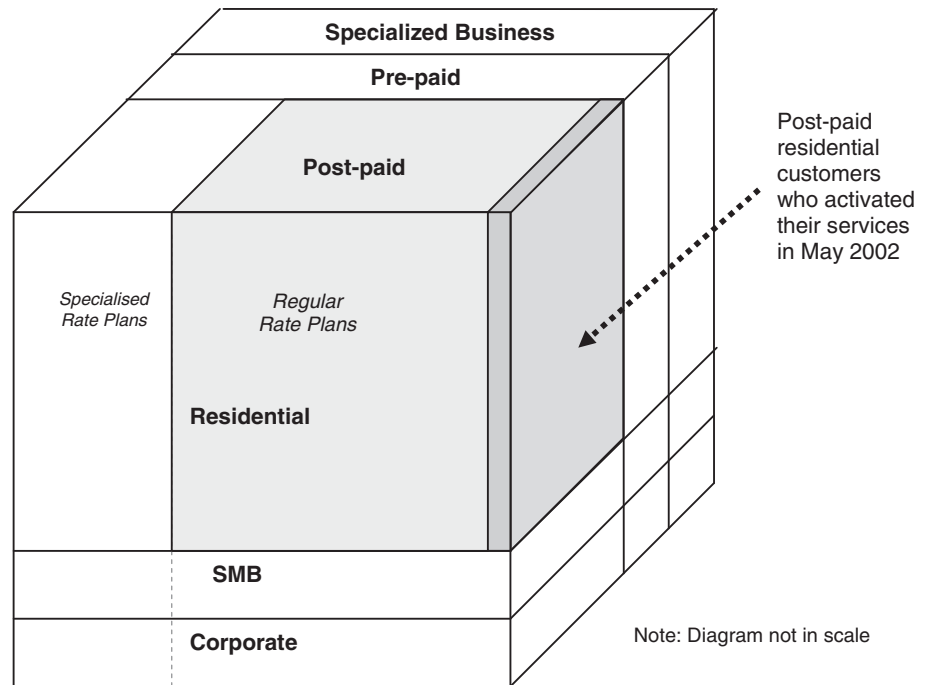 Specialized Business
Pre-paid
Post-paid
Post-paid
residential
customers
who activated
their services
in May 2002
Specialised
Rate Plans
Regular
Rate Plans
Residential
SMB
Corporate
Note: Diagram not in scale